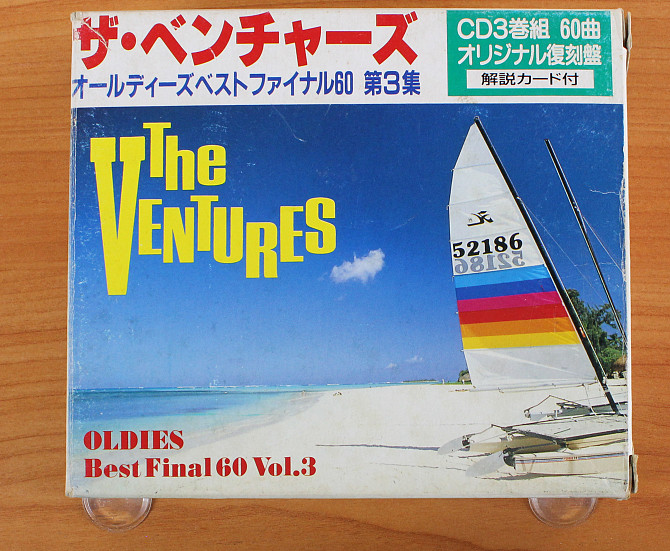 ザ・ベンチャーズ
オールディーズベストファイナル60 第3集
CD3巻組 60曲
オリジナル復刻盤
解説カード付
The
VENTURES
52186
52186
OLDIES
Best Final 60 Vol.3